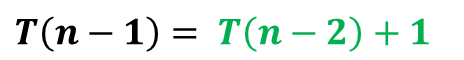 T(n − 1) = T(n − 2) + 1